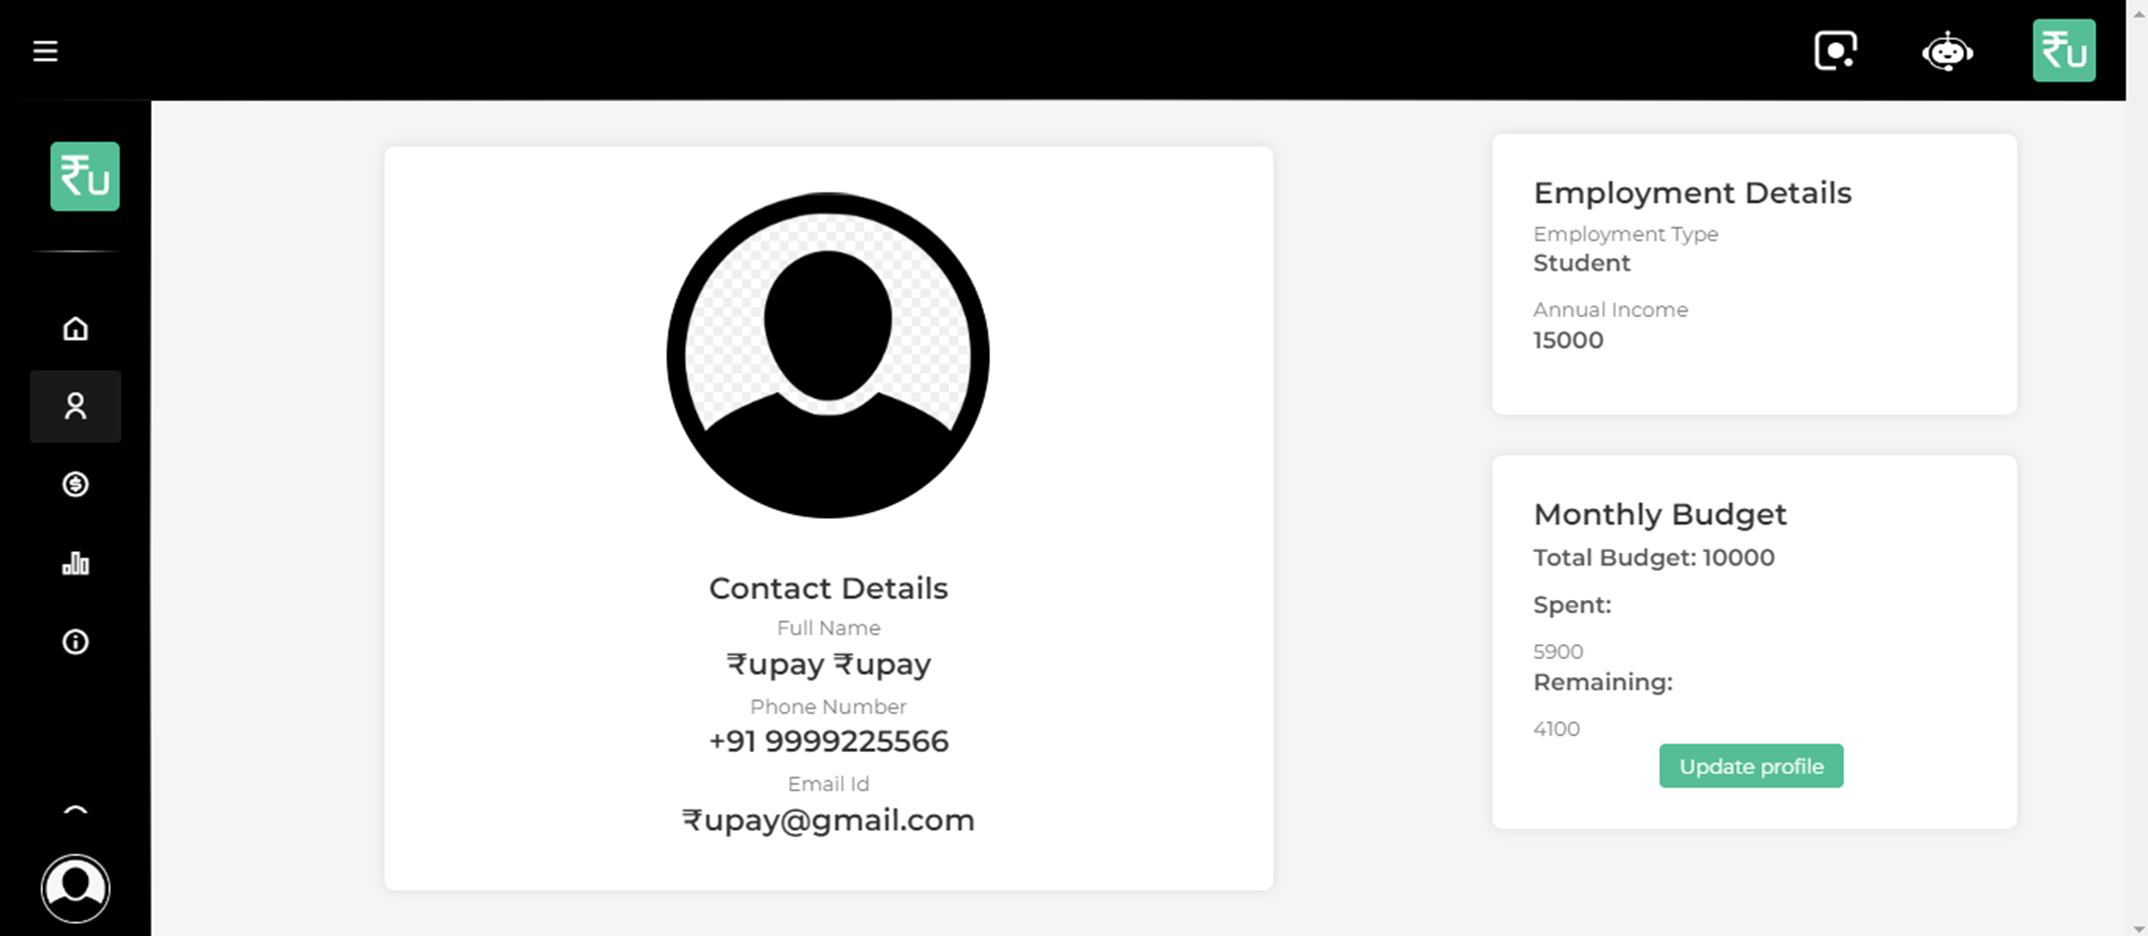 ₹u
₹u
Contact Details
Full Name
₹upay ₹upay
Phone Number
+91 9999225566
Email Id
₹upay@gmail.com
Employment Details
Employment Type
Student
Annual Income
15000
Monthly Budget
Total Budget: 10000
Spent:
5900
Remaining:
4100
Update profile